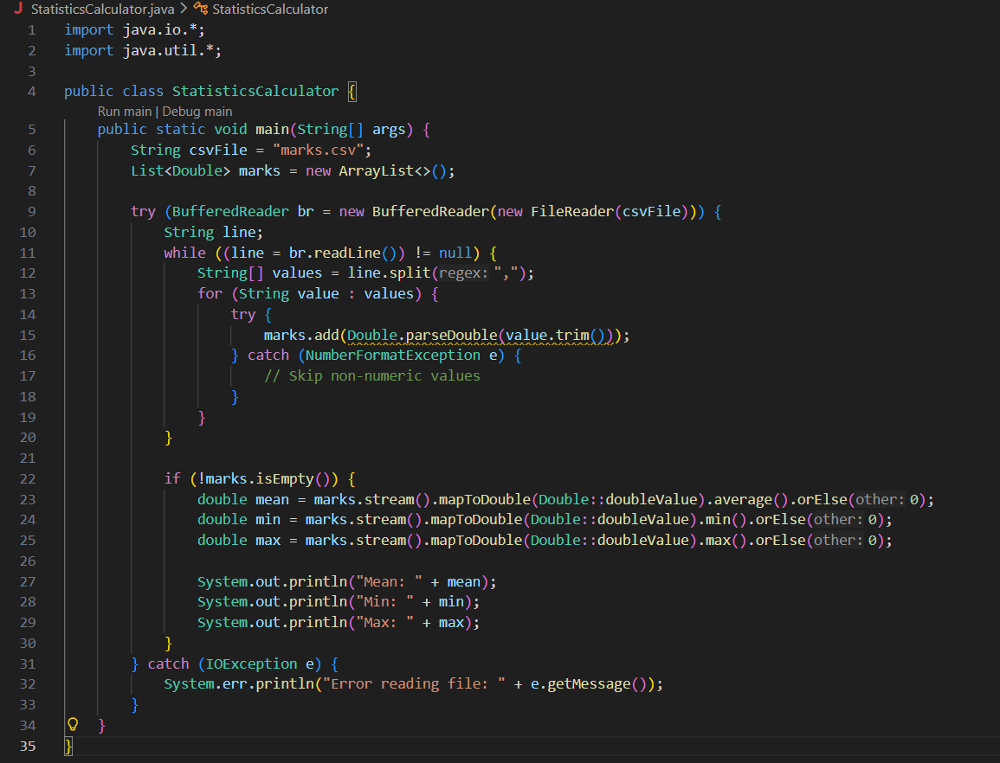 J StatisticsCalculator.java > StatisticsCalculator
1 import java.io.*;
2 import java.util.*;
3
4 public class StatisticsCalculator {
Run main | Debug main
5     public static void main(String[] args) {
6         String csvFile = "marks.csv";
7         List<Double> marks = new ArrayList<>();
8
9         try (BufferedReader br = new BufferedReader(new FileReader(csvFile))) {
10             String line;
11             while ((line = br.readLine()) != null) {
12                 String[] values = line.split(regex: ",");
13                 for (String value : values) {
14                     try {
15                         marks.add(Double.parseDouble(value.trim()));
16                     } catch (NumberFormatException e) {
17                         // Skip non-numeric values
18                     }
19                 }
20             }
21
22             if (!marks.isEmpty()) {
23                 double mean = marks.stream().mapToDouble(Double::doubleValue).average().orElse(other: 0);
24                 double min = marks.stream().mapToDouble(Double::doubleValue).min().orElse(other: 0);
25                 double max = marks.stream().mapToDouble(Double::doubleValue).max().orElse(other: 0);
26
27                 System.out.println("Mean: " + mean);
28                 System.out.println("Min: " + min);
29                 System.out.println("Max: " + max);
30             }
31         } catch (IOException e) {
32             System.err.println("Error reading file: " + e.getMessage());
33         }
34     }
35 }